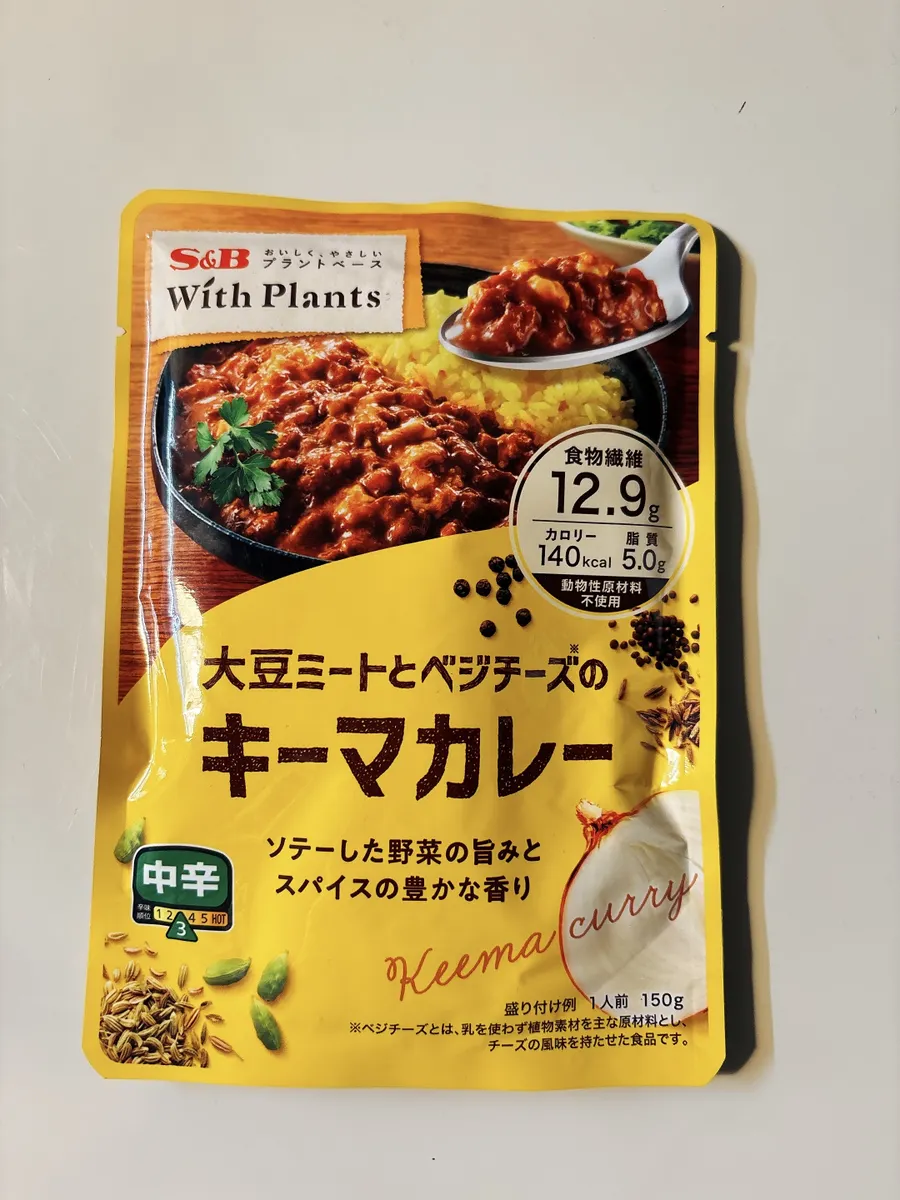 S&B おいしく、やさしい
プラントベース
With Plants
食物繊維
12.9g
カロリー 脂質
140kcal 5.0g
動物性原材料
不使用
大豆ミートとベジチーズ※の
キーマカレー
ソテーした野菜の旨みと
スパイスの豊かな香り
中辛
辛味
順位 1 2 3 4 5 HOT
Keema curry
盛り付け例 1人前 150g
※ベジチーズとは、乳を使わず植物素材を主な原材料とし、
チーズの風味を持たせた食品です。